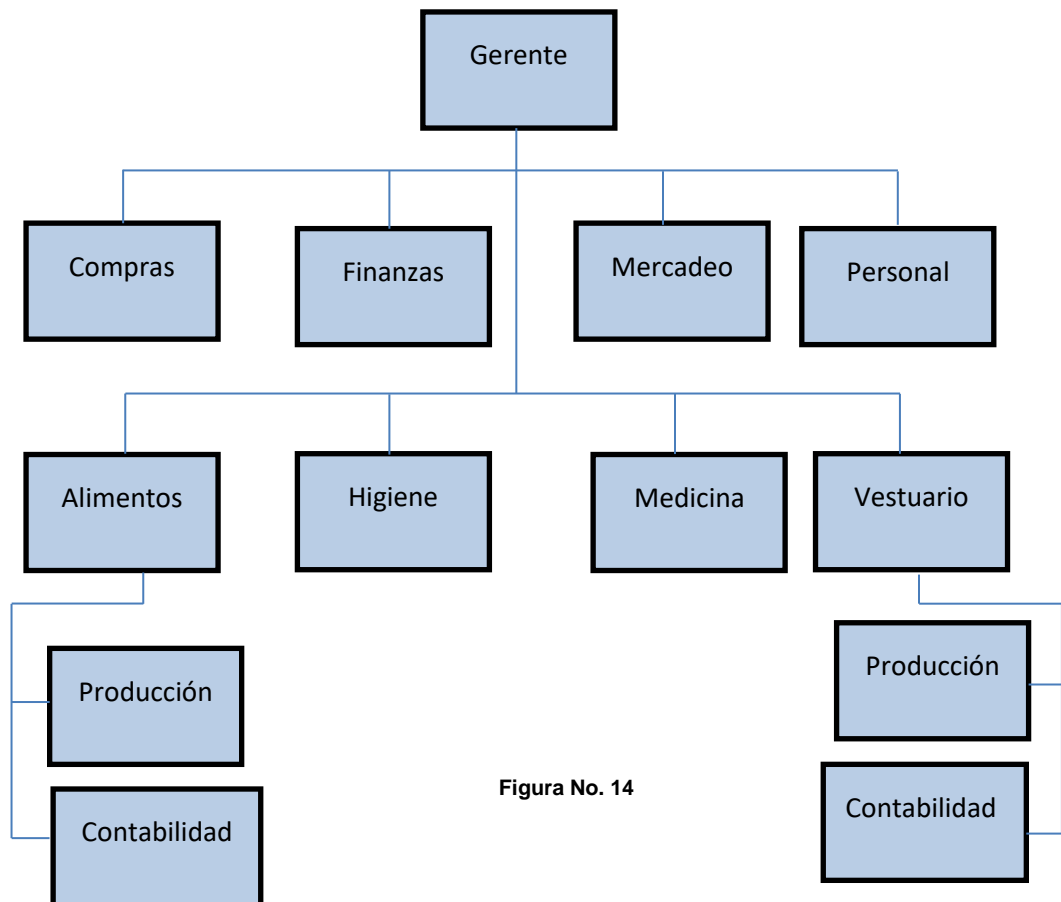 Gerente
Compras
Finanzas
Mercadeo
Personal
Alimentos
Higiene
Medicina
Vestuario
Producción
Producción
Figura No. 14
Contabilidad
Contabilidad